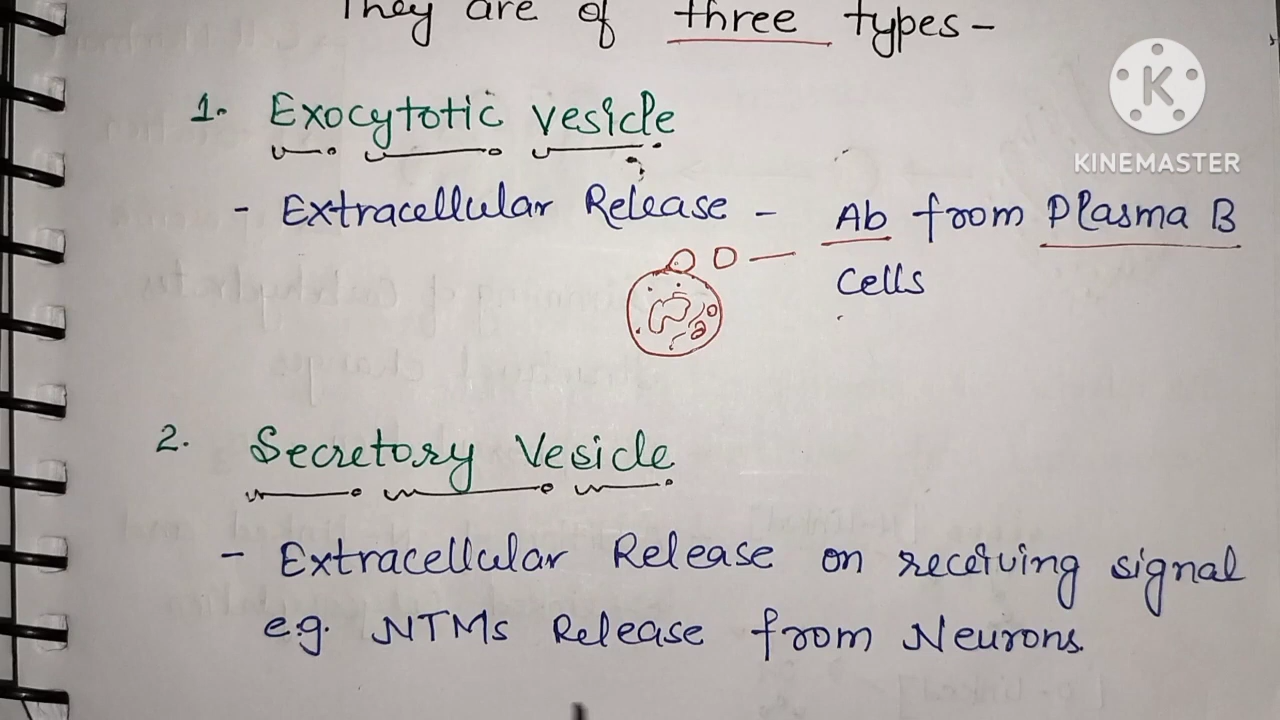 They are of three types-
K
KINEMASTER
1. Exocytotic vesicle
- Extracellular Release - Ab from Plasma B
Cells
2. Secretory Vesicle
- Extracellular Release on receiving signal
e.g. NTMs Release from Neurons.